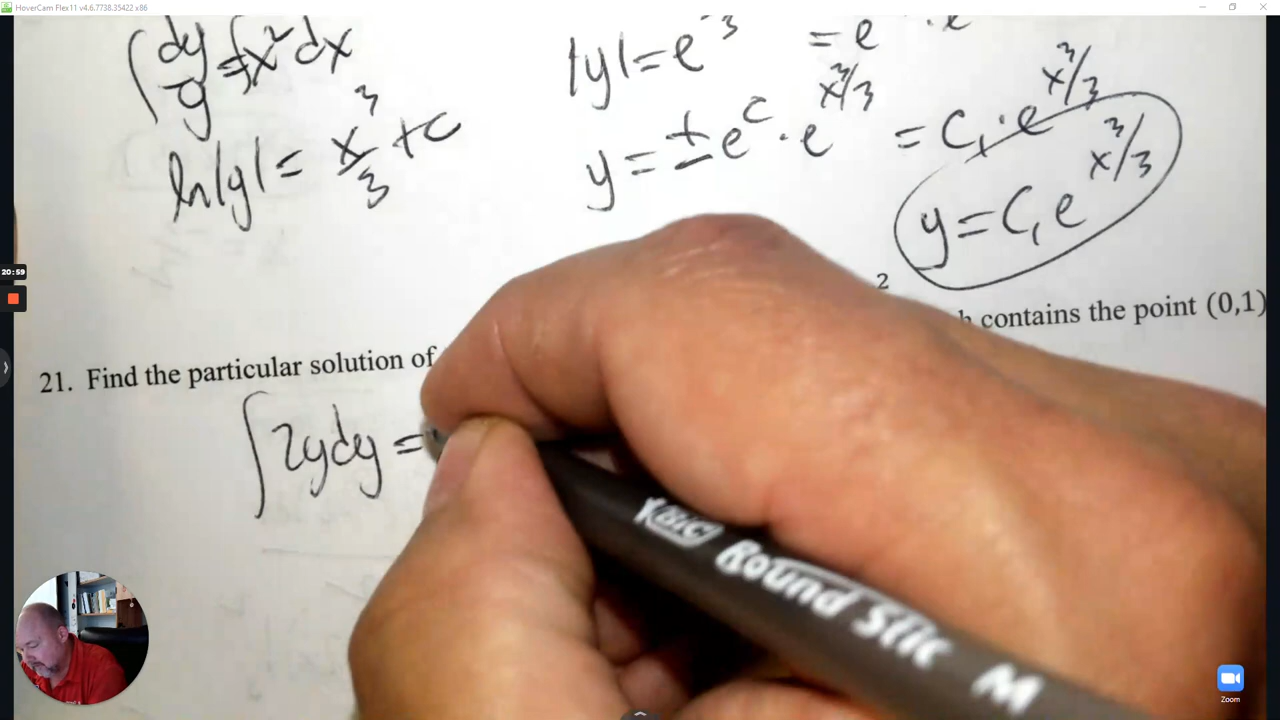 HoverCam Flex11 v4.6.7738.35422 x86
∫ dy/y = ∫ x² dx
|y| = e = e · e
ln|y| = x³/3 + c
y = ± e^c · e^(x³/3) = C₁ · e^(x³/3)
y = C₁ e^(x³/3)
20:59
2
contains the point (0,1)
21. Find the particular solution of
∫ 2y dy =
BIC Round Stic M
Zoom